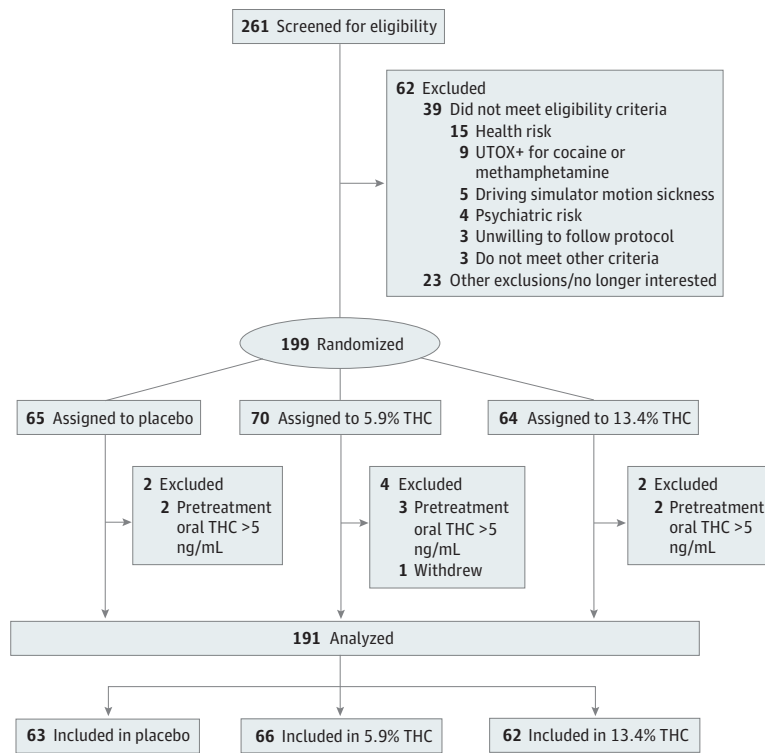 261 Screened for eligibility
62 Excluded
39 Did not meet eligibility criteria
15 Health risk
9 UTOX+ for cocaine or
methamphetamine
5 Driving simulator motion sickness
4 Psychiatric risk
3 Unwilling to follow protocol
3 Do not meet other criteria
23 Other exclusions/no longer interested
199 Randomized
65 Assigned to placebo
70 Assigned to 5.9% THC
64 Assigned to 13.4% THC
2 Excluded
2 Pretreatment
oral THC >5
ng/mL
4 Excluded
3 Pretreatment
oral THC >5
ng/mL
1 Withdrew
2 Excluded
2 Pretreatment
oral THC >5
ng/mL
191 Analyzed
63 Included in placebo
66 Included in 5.9% THC
62 Included in 13.4% THC